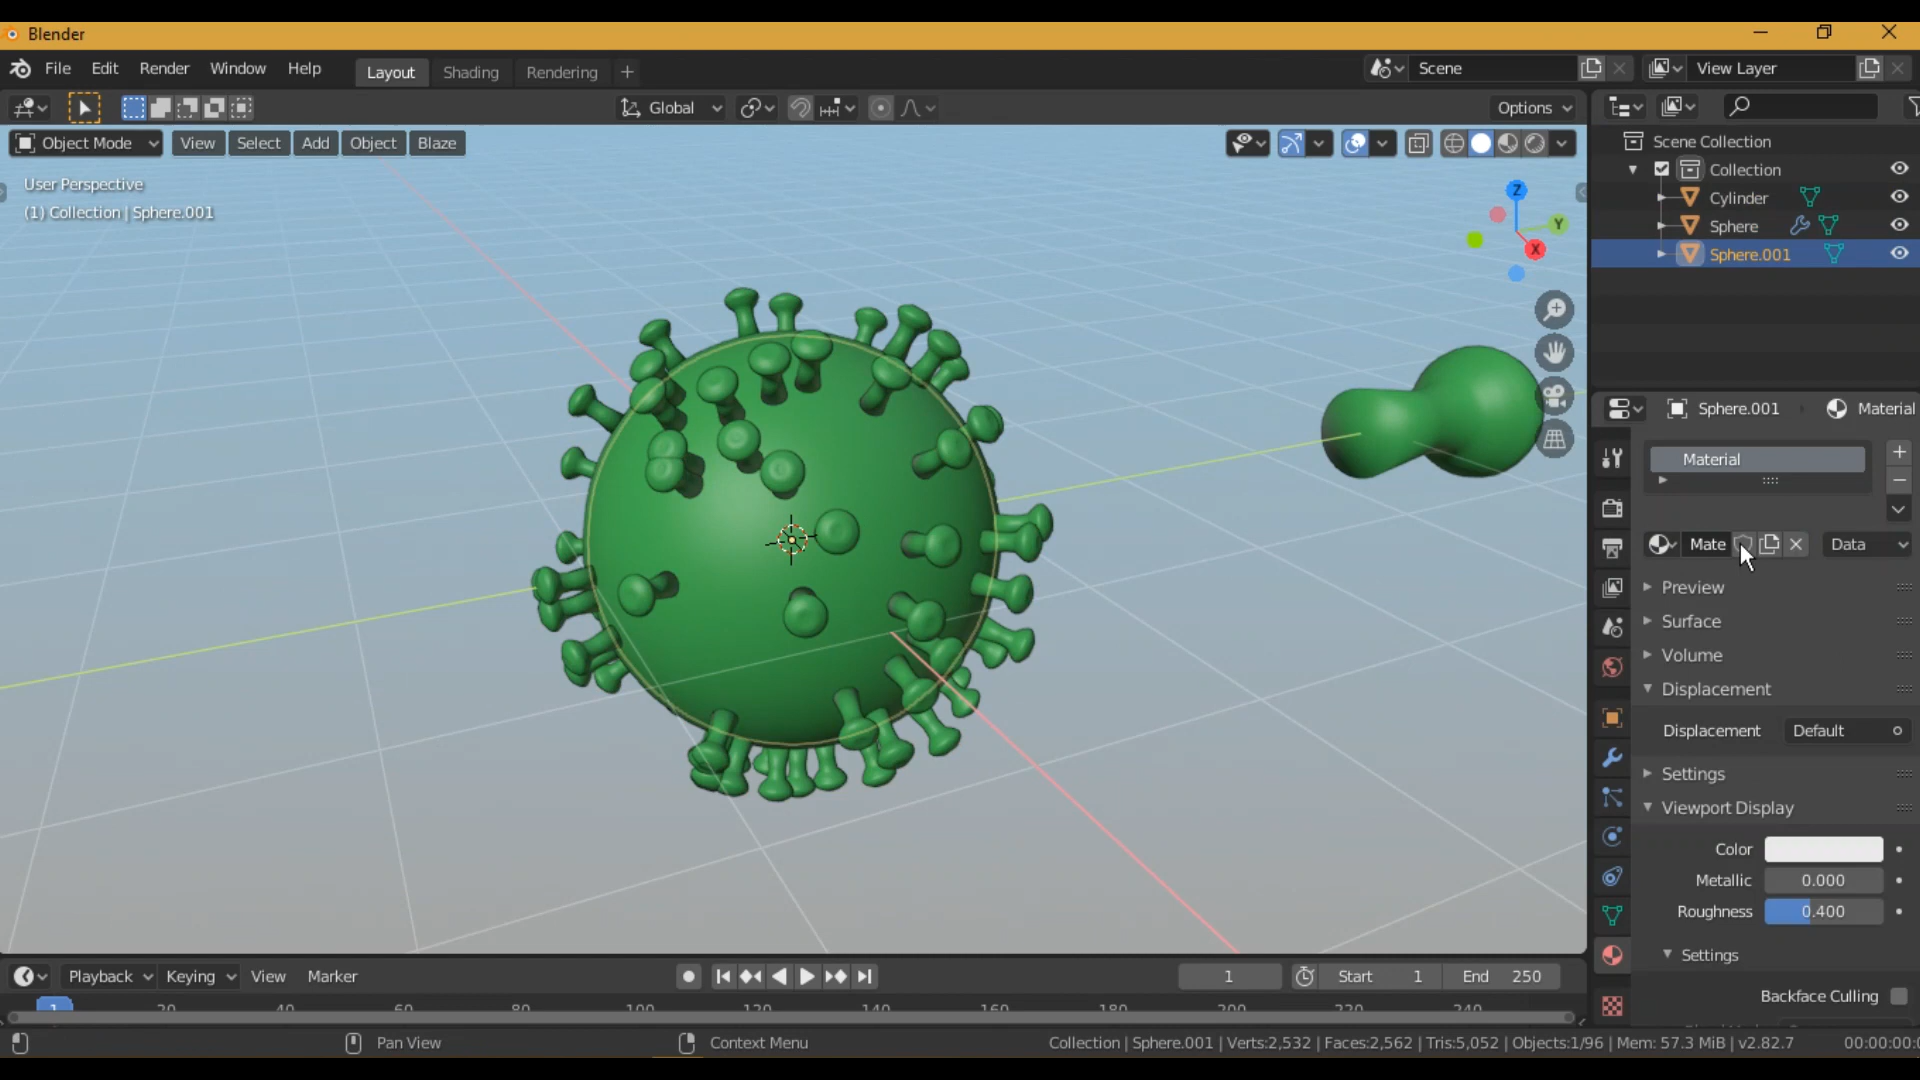 Blender
File Edit Render Window Help Layout Shading Rendering + Scene View Layer
Global Options
Object Mode View Select Add Object Blaze
User Perspective
(1) Collection | Sphere.001
Z
Y
X
Scene Collection
Collection
Cylinder
Sphere
Sphere.001
Sphere.001 Material
Material
Mate Data
Preview
Surface
Volume
Displacement
Displacement Default
Settings
Viewport Display
Color
Metallic 0.000
Roughness 0.400
Settings
Backface Culling
Playback Keying View Marker 1 Start 1 End 250
1 20 40 60 80 100 120 140 160 180 200 220 240
Pan View Context Menu Collection | Sphere.001 | Verts:2,532 | Faces:2,562 | Tris:5,052 | Objects:1/96 | Mem: 57.3 MiB | v2.82.7 00:00:00: